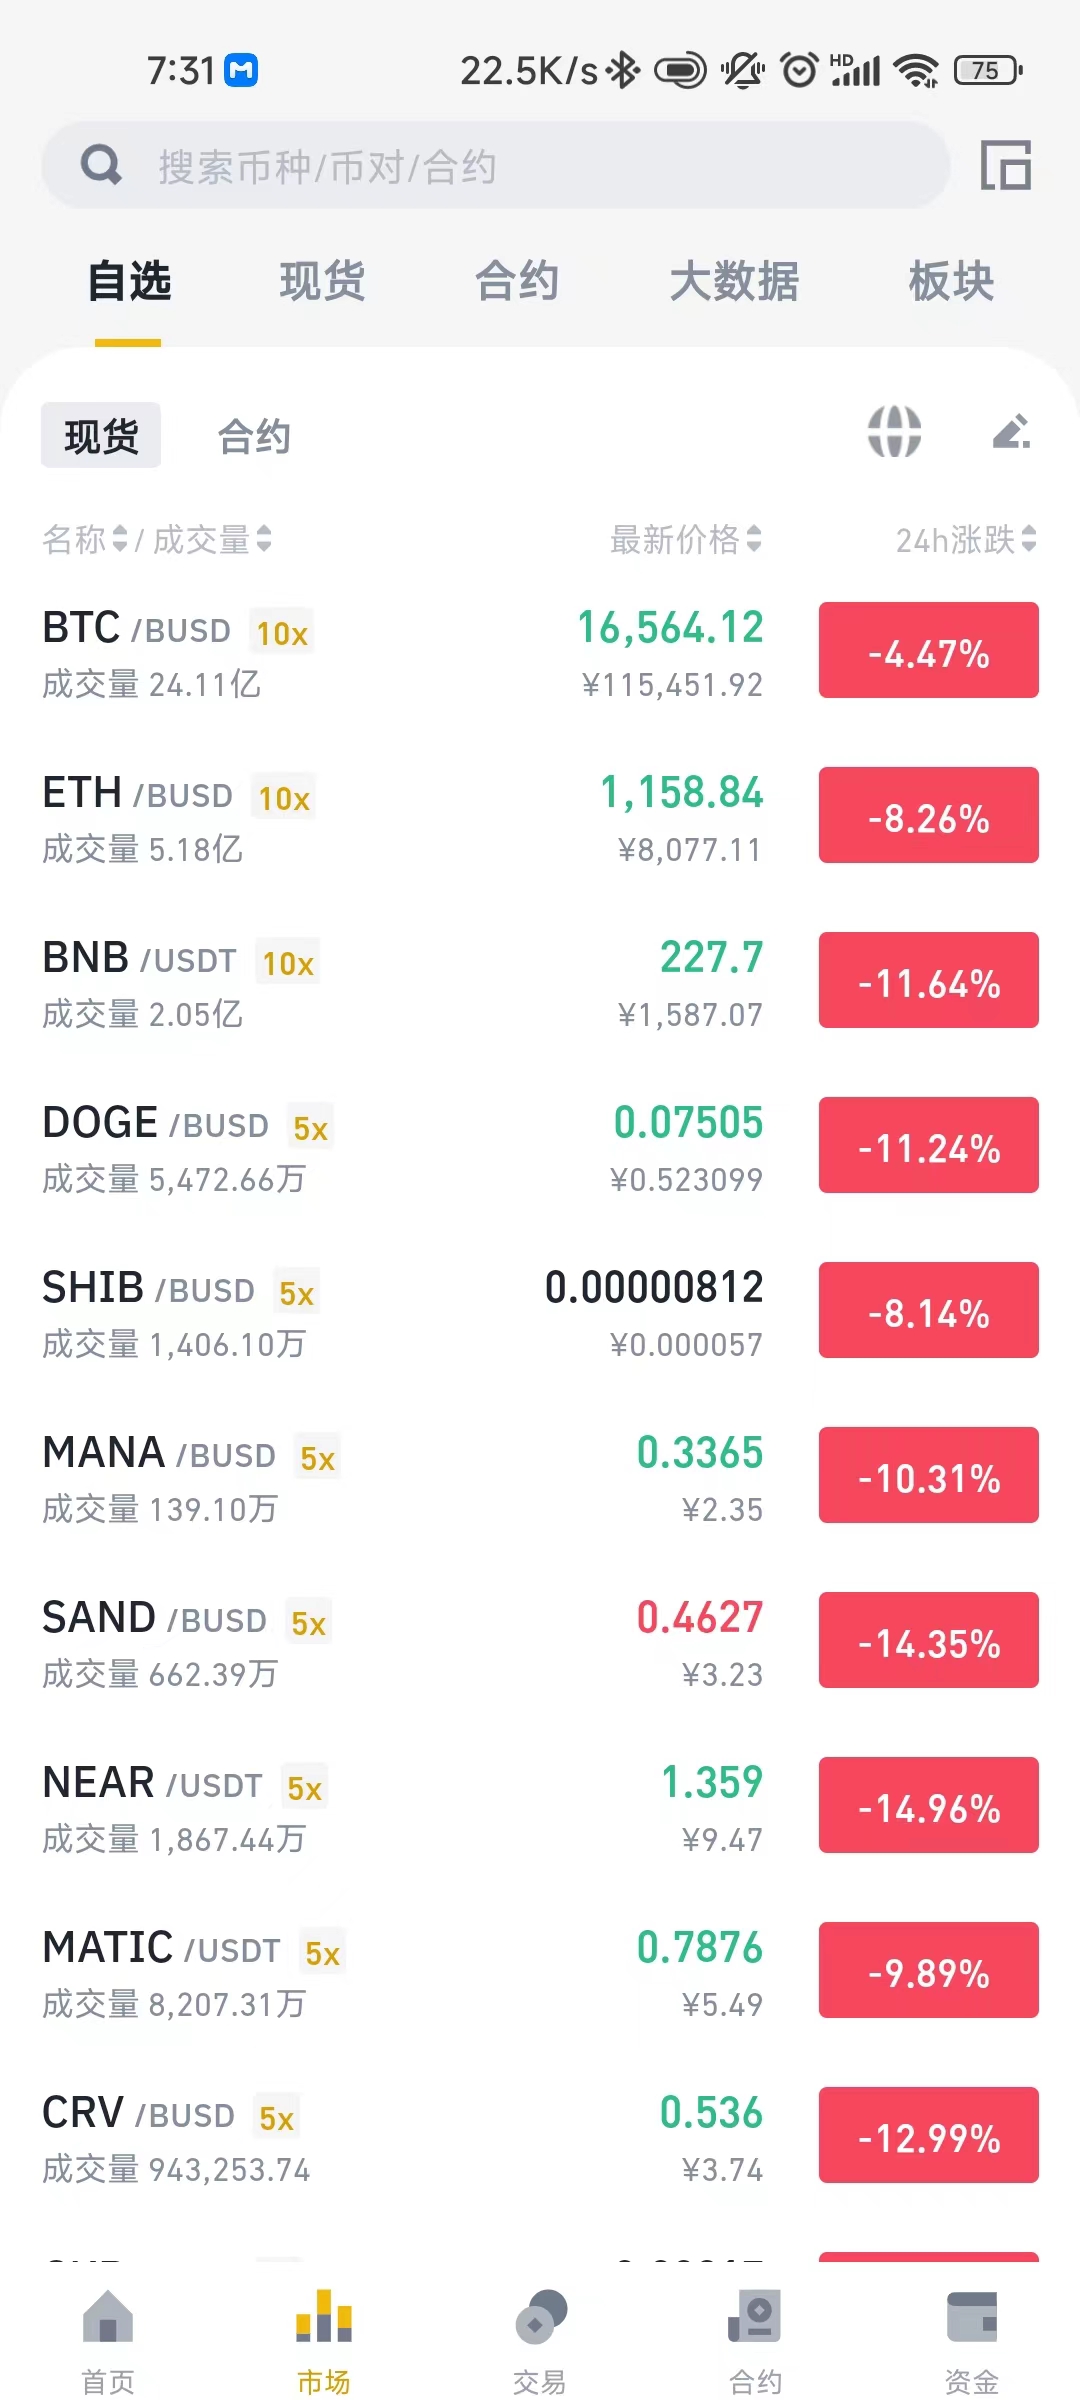 7:31 22.5K/s HD 75
搜索币种/币对/合约
自选 现货 合约 大数据 板块
现货 合约
名称 / 成交量 最新价格 24h涨跌
BTC /BUSD 10x 16,564.12 -4.47%
成交量 24.11亿 ¥115,451.92
ETH /BUSD 10x 1,158.84 -8.26%
成交量 5.18亿 ¥8,077.11
BNB /USDT 10x 227.7 -11.64%
成交量 2.05亿 ¥1,587.07
DOGE /BUSD 5x 0.07505 -11.24%
成交量 5,472.66万 ¥0.523099
SHIB /BUSD 5x 0.00000812 -8.14%
成交量 1,406.10万 ¥0.000057
MANA /BUSD 5x 0.3365 -10.31%
成交量 139.10万 ¥2.35
SAND /BUSD 5x 0.4627 -14.35%
成交量 662.39万 ¥3.23
NEAR /USDT 5x 1.359 -14.96%
成交量 1,867.44万 ¥9.47
MATIC /USDT 5x 0.7876 -9.89%
成交量 8,207.31万 ¥5.49
CRV /BUSD 5x 0.536 -12.99%
成交量 943,253.74 ¥3.74
首页 市场 交易 合约 资金